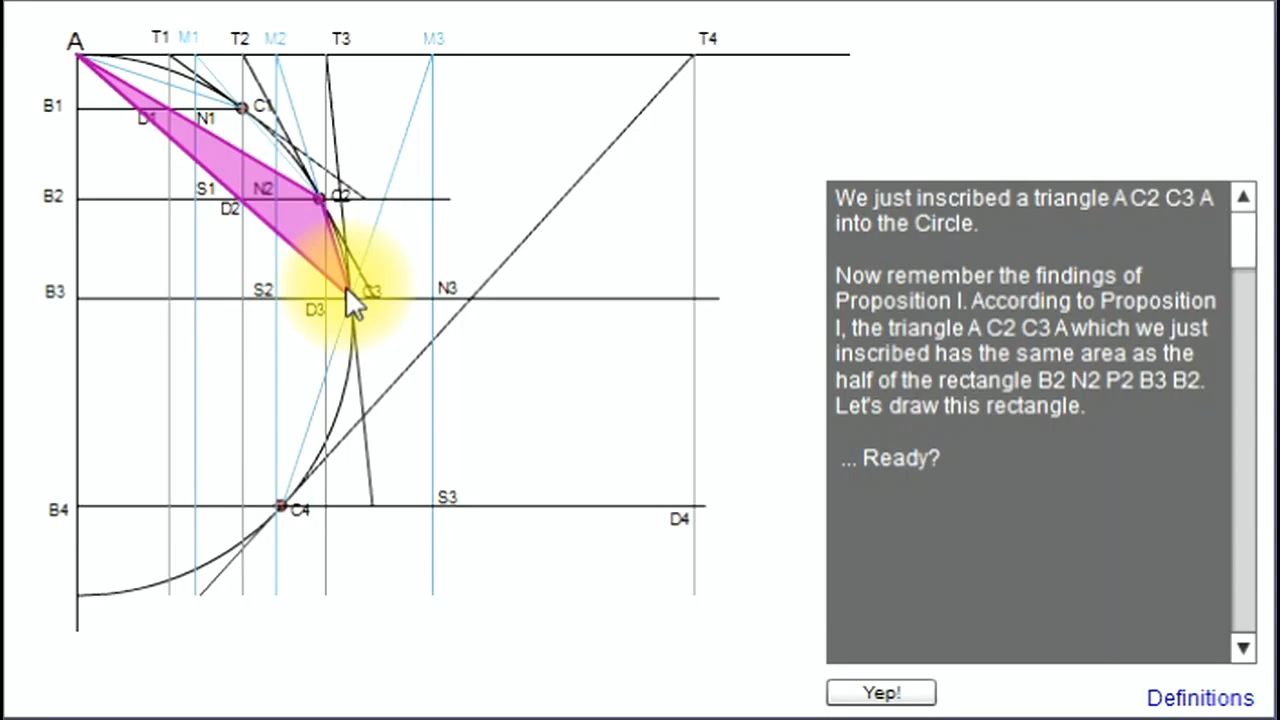 A
T1 M1 T2 M2 T3 M3 T4
B1 D1 N1 C1
B2 S1 N2 C2
D2
B3 S2 D3 C3 N3
B4 C4 S3 D4
We just inscribed a triangle A C2 C3 A
into the Circle.
Now remember the findings of
Proposition I. According to Proposition
I, the triangle A C2 C3 A which we just
inscribed has the same area as the
half of the rectangle B2 N2 P2 B3 B2.
Let's draw this rectangle.
... Ready?
Yep!
Definitions